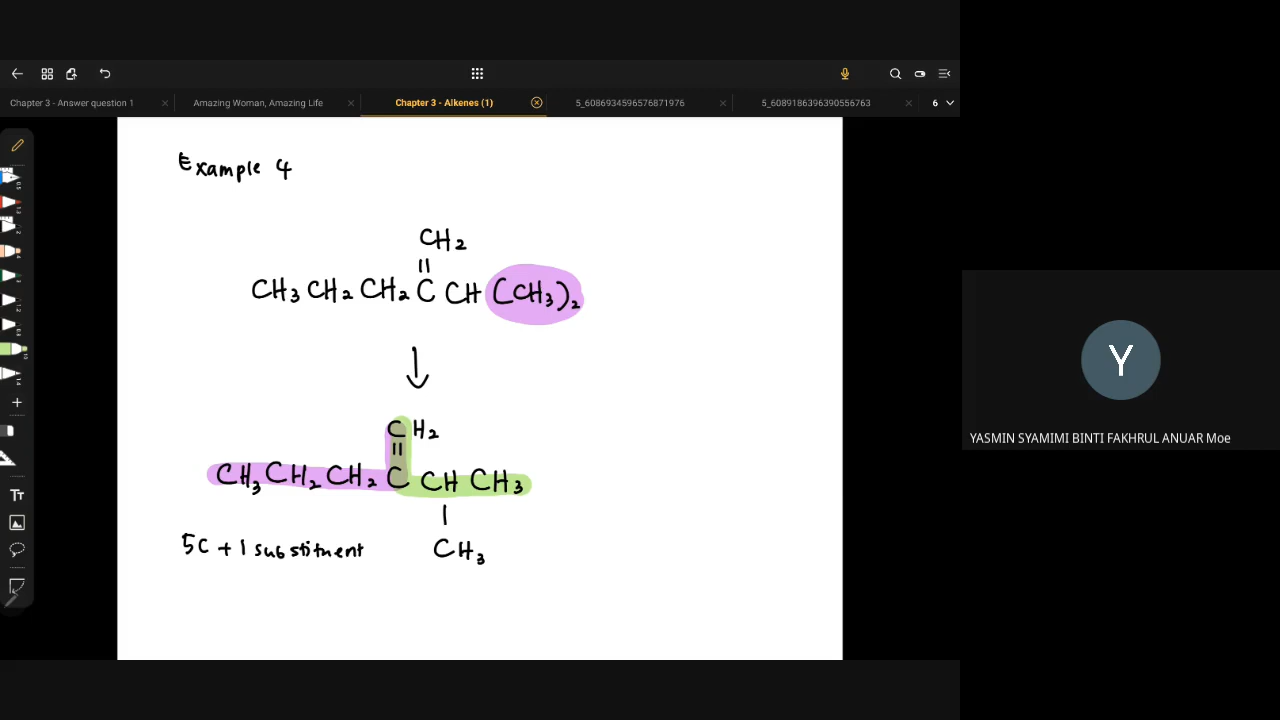 Chapter 3 - Answer question 1
Amazing Woman, Amazing Life
Chapter 3 - Alkenes (1)
5_6086934596576871976
5_6089186396390556763
6
Example 4
CH2
CH3 CH2 CH2 C CH (CH3)2
CH2
CH3 CH2 CH2 C CH CH3
CH3
5C + 1 substituent
Tt
Y
YASMIN SYAMIMI BINTI FAKHRUL ANUAR Moe